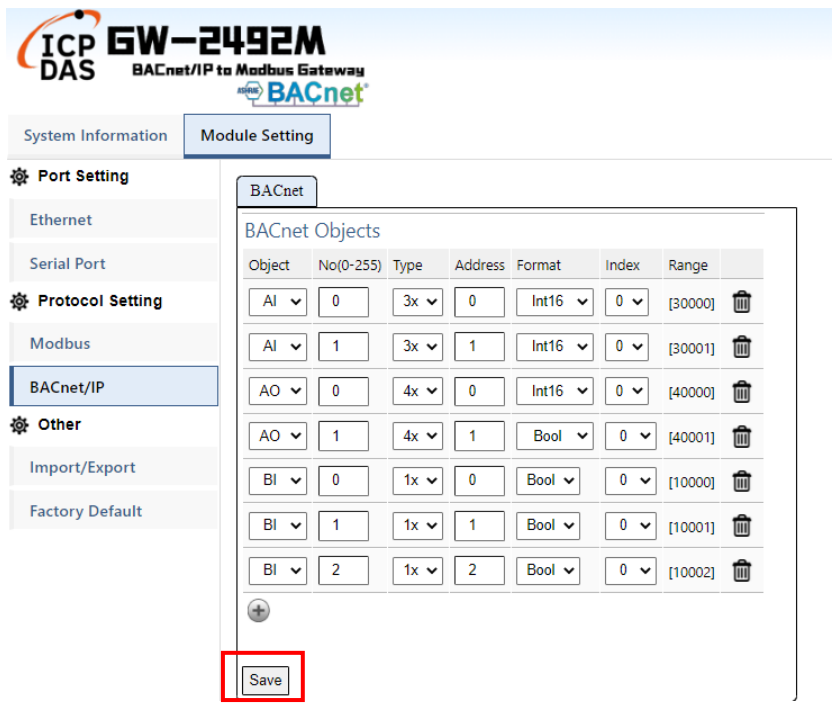 ICP DAS GW-2492M
BACnet/IP to Modbus Gateway
ASHRAE BACnet®
System Information Module Setting
Port Setting
Ethernet
Serial Port
Protocol Setting
Modbus
BACnet/IP
Other
Import/Export
Factory Default
BACnet
BACnet Objects
Object No(0-255) Type Address Format Index Range
AI 0 3x 0 Int16 0 [30000]
AI 1 3x 1 Int16 0 [30001]
AO 0 4x 0 Int16 0 [40000]
AO 1 4x 1 Bool 0 [40001]
BI 0 1x 0 Bool 0 [10000]
BI 1 1x 1 Bool 0 [10001]
BI 2 1x 2 Bool 0 [10002]
Save